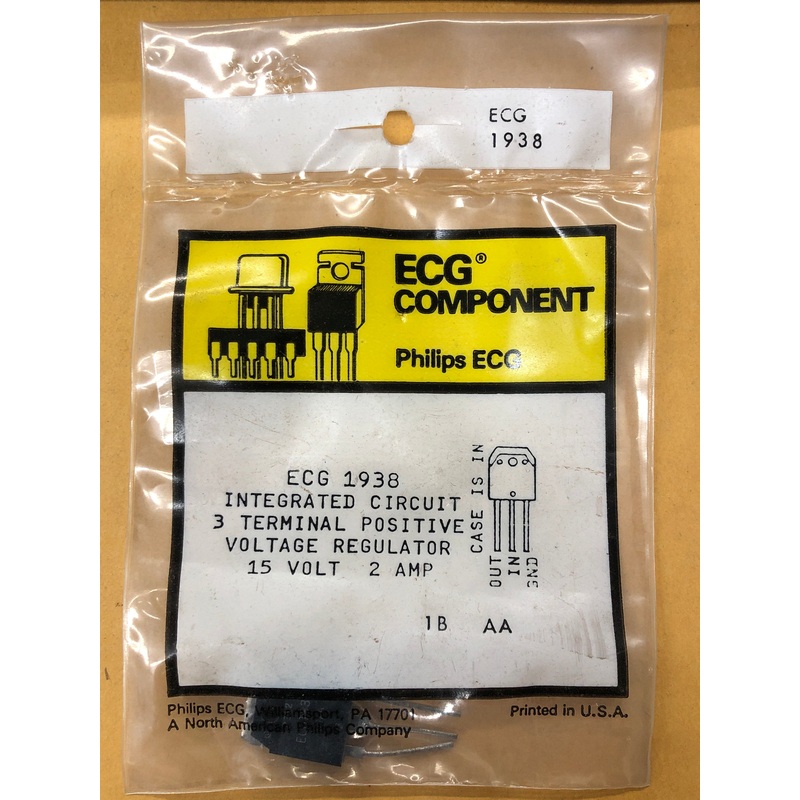 ECG
1938
ECG®
COMPONENT
Philips ECG
ECG 1938
INTEGRATED CIRCUIT
3 TERMINAL POSITIVE
VOLTAGE REGULATOR
15 VOLT 2 AMP
CASE IS IN
OUT
IN
GND
1B AA
Philips ECG, Williamsport, PA 17701
A North American Philips Company
Printed in U.S.A.